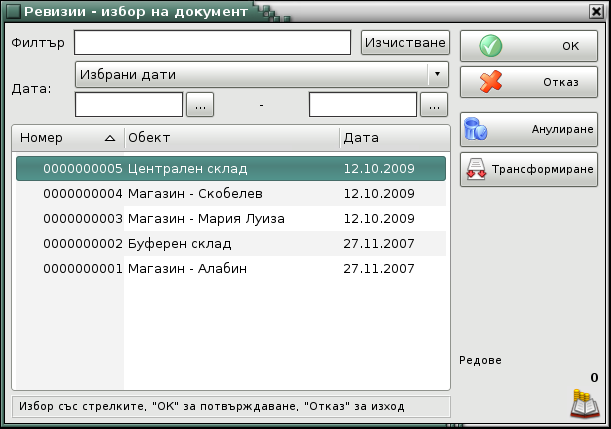 Ревизии - избор на документ
Филтър
Изчистване
Дата:
Избрани дати
...
-
...
OK
Отказ
Анулиране
Трансформиране
Номер Обект Дата
0000000005 Централен склад 12.10.2009
0000000004 Магазин - Скобелев 12.10.2009
0000000003 Магазин - Мария Луиза 12.10.2009
0000000002 Буферен склад 27.11.2007
0000000001 Магазин - Алабин 27.11.2007
Редове
0
Избор със стрелките, "ОК" за потвърждаване, "Отказ" за изход